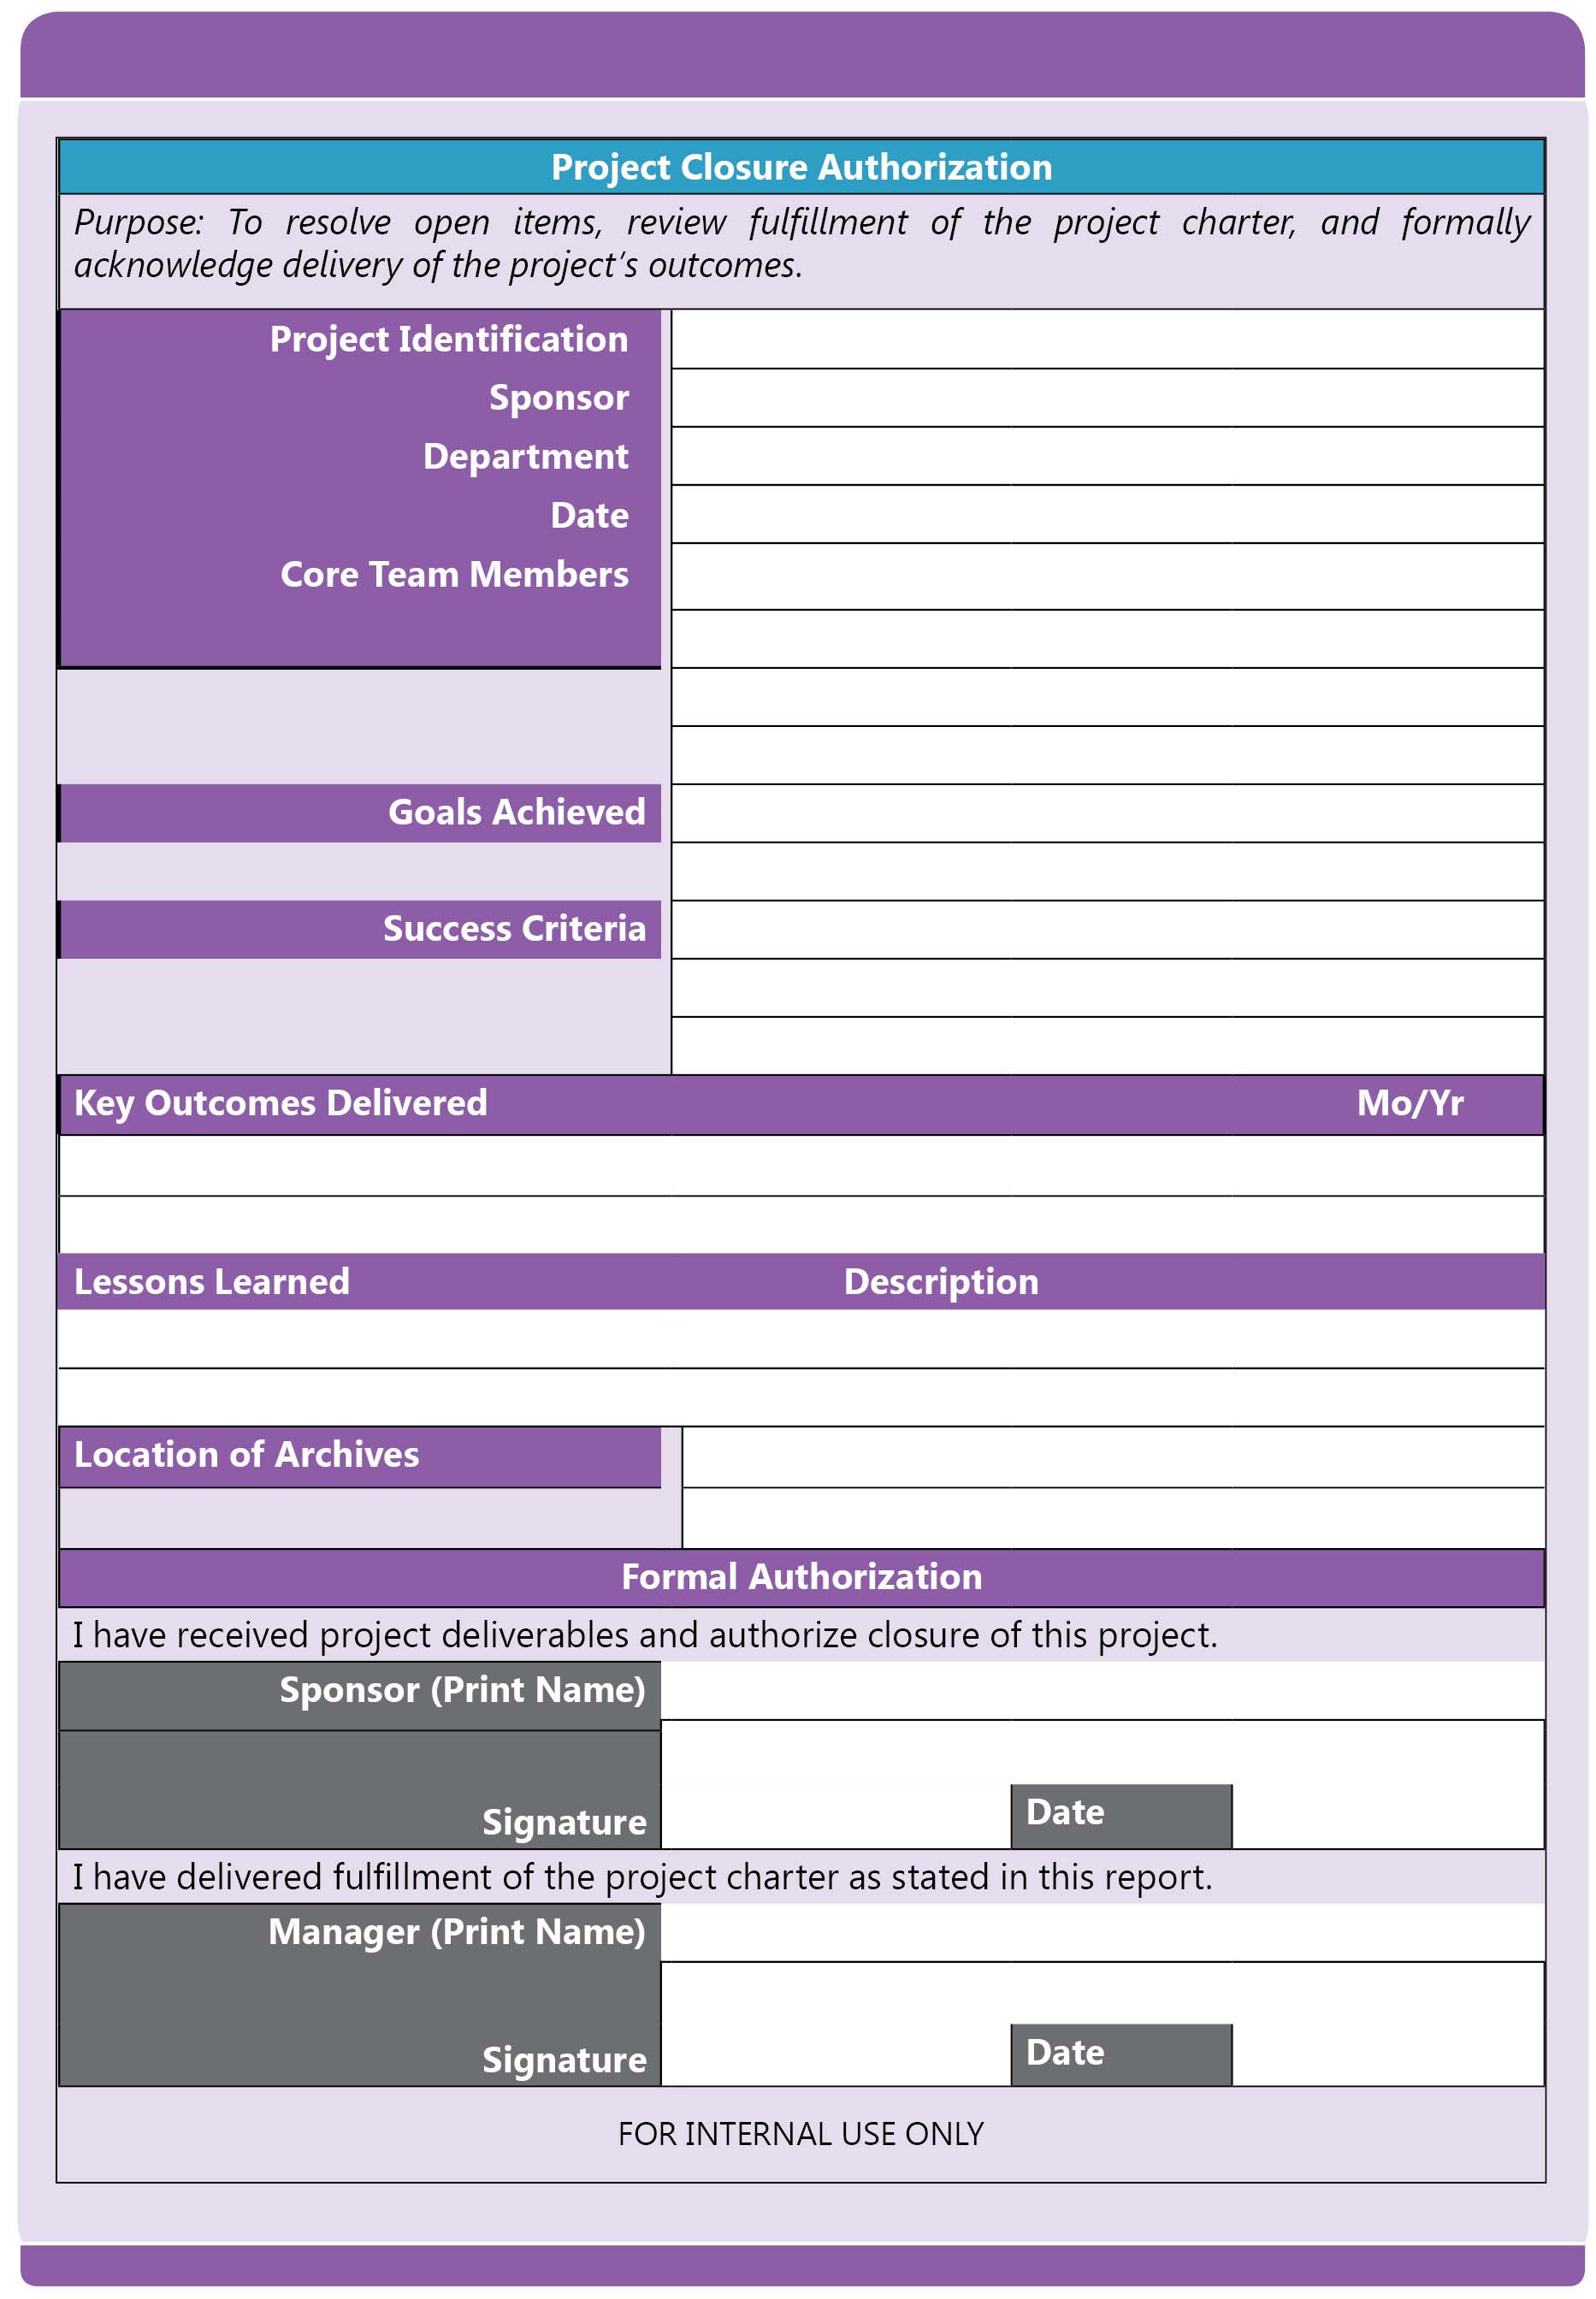 Project Closure Authorization
Purpose: To resolve open items, review fulfillment of the project charter, and formally
acknowledge delivery of the project’s outcomes.
Project Identification
Sponsor
Department
Date
Core Team Members
Goals Achieved
Success Criteria
Key Outcomes Delivered Mo/Yr
Lessons Learned Description
Location of Archives
Formal Authorization
I have received project deliverables and authorize closure of this project.
Sponsor (Print Name)
Signature Date
I have delivered fulfillment of the project charter as stated in this report.
Manager (Print Name)
Signature Date
FOR INTERNAL USE ONLY